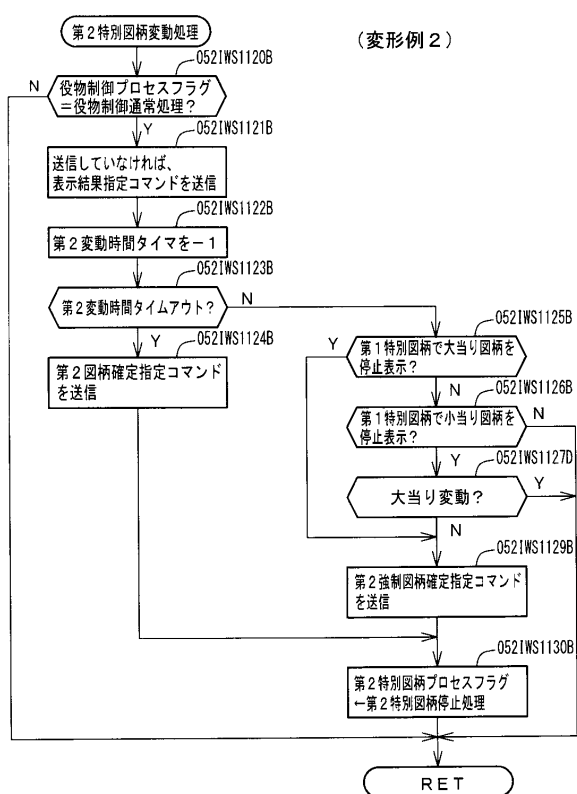 第2特別図柄変動処理
(変形例2)
052IWS1120B
N
役物制御プロセスフラグ
=役物制御通常処理?
Y
052IWS1121B
送信していなければ、
表示結果指定コマンドを送信
052IWS1122B
第2変動時間タイマを-1
052IWS1123B
第2変動時間タイムアウト?
N
Y
052IWS1124B
第2図柄確定指定コマンド
を送信
052IWS1125B
Y
第1特別図柄で大当り図柄を
停止表示?
N
052IWS1126B
第1特別図柄で小当り図柄を
停止表示?
N
Y
052IWS1127D
大当り変動?
Y
N
052IWS1129B
第2強制図柄確定指定コマンド
を送信
052IWS1130B
第2特別図柄プロセスフラグ
←第2特別図柄停止処理
RET